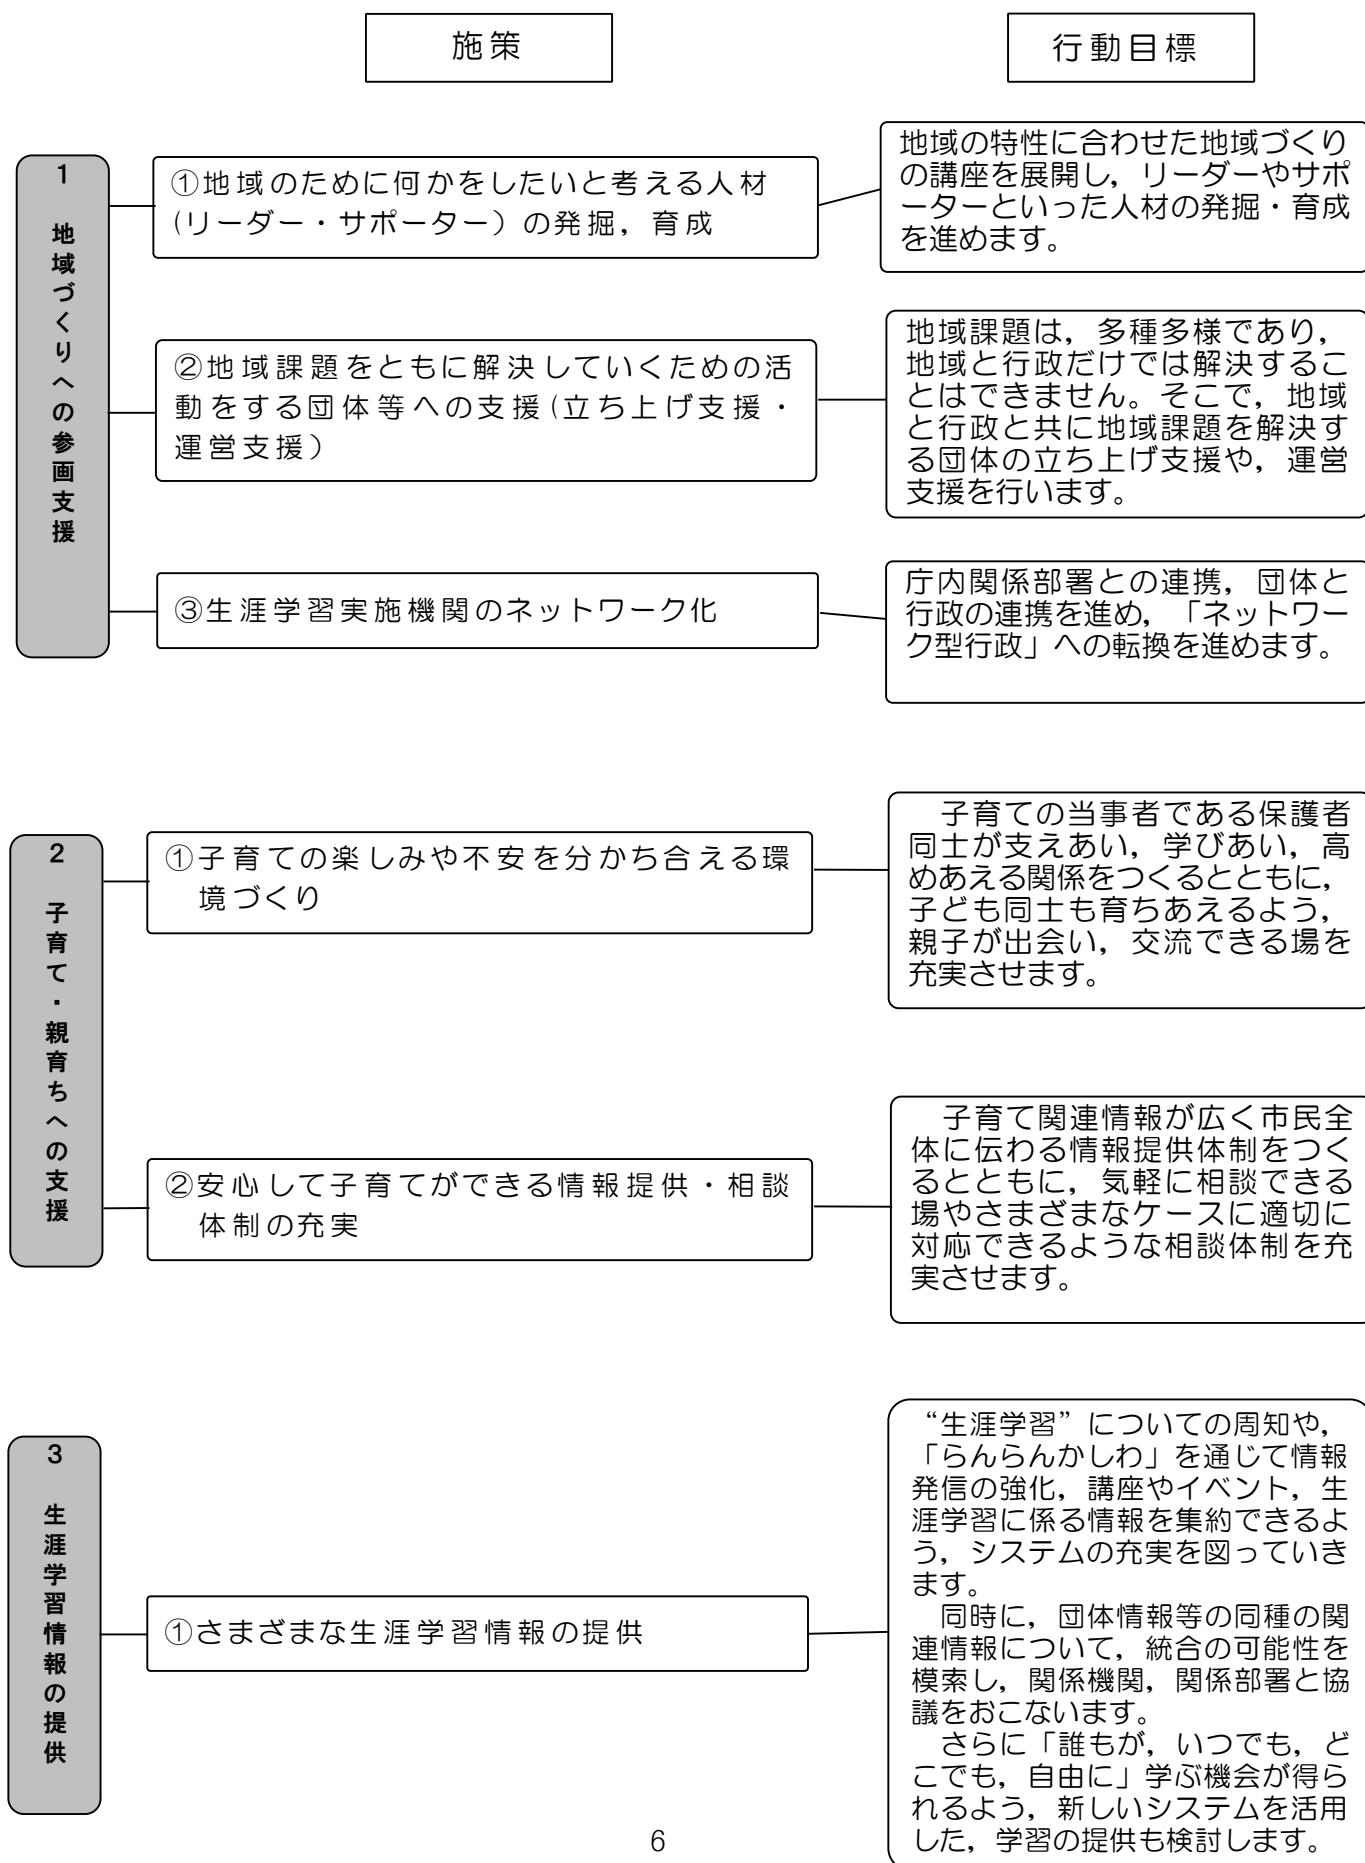 施策
行動目標
1 地域づくりへの参画支援
①地域のために何かをしたいと考える人材
(リーダー・サポーター）の発掘，育成
地域の特性に合わせた地域づくり
の講座を展開し，リーダーやサポ
ーターといった人材の発掘・育成
を進めます。
②地域課題をともに解決していくための活
動をする団体等への支援(立ち上げ支援・
運営支援）
地域課題は，多種多様であり，
地域と行政だけでは解決するこ
とはできません。そこで，地域
と行政と共に地域課題を解決す
る団体の立ち上げ支援や，運営
支援を行います。
③生涯学習実施機関のネットワーク化
庁内関係部署との連携，団体と
行政の連携を進め，「ネットワー
ク型行政」への転換を進めます。
2 子育て・親育ちへの支援
①子育ての楽しみや不安を分かち合える環
境づくり
子育ての当事者である保護者
同士が支えあい，学びあい，高
めあえる関係をつくるとともに，
子ども同士も育ちあえるよう，
親子が出会い，交流できる場を
充実させます。
②安心して子育てができる情報提供・相談
体制の充実
子育て関連情報が広く市民全
体に伝わる情報提供体制をつく
るとともに，気軽に相談できる
場やさまざまなケースに適切に
対応できるような相談体制を充
実させます。
3 生涯学習情報の提供
①さまざまな生涯学習情報の提供
“生涯学習”についての周知や，
「らんらんかしわ」を通じて情報
発信の強化，講座やイベント，生
涯学習に係る情報を集約できるよ
う，システムの充実を図っていき
ます。
同時に，団体情報等の同種の関
連情報について，統合の可能性を
模索し，関係機関，関係部署と協
議をおこないます。
さらに「誰もが，いつでも，ど
こでも，自由に」学ぶ機会が得ら
れるよう，新しいシステムを活用
した，学習の提供も検討します。
6